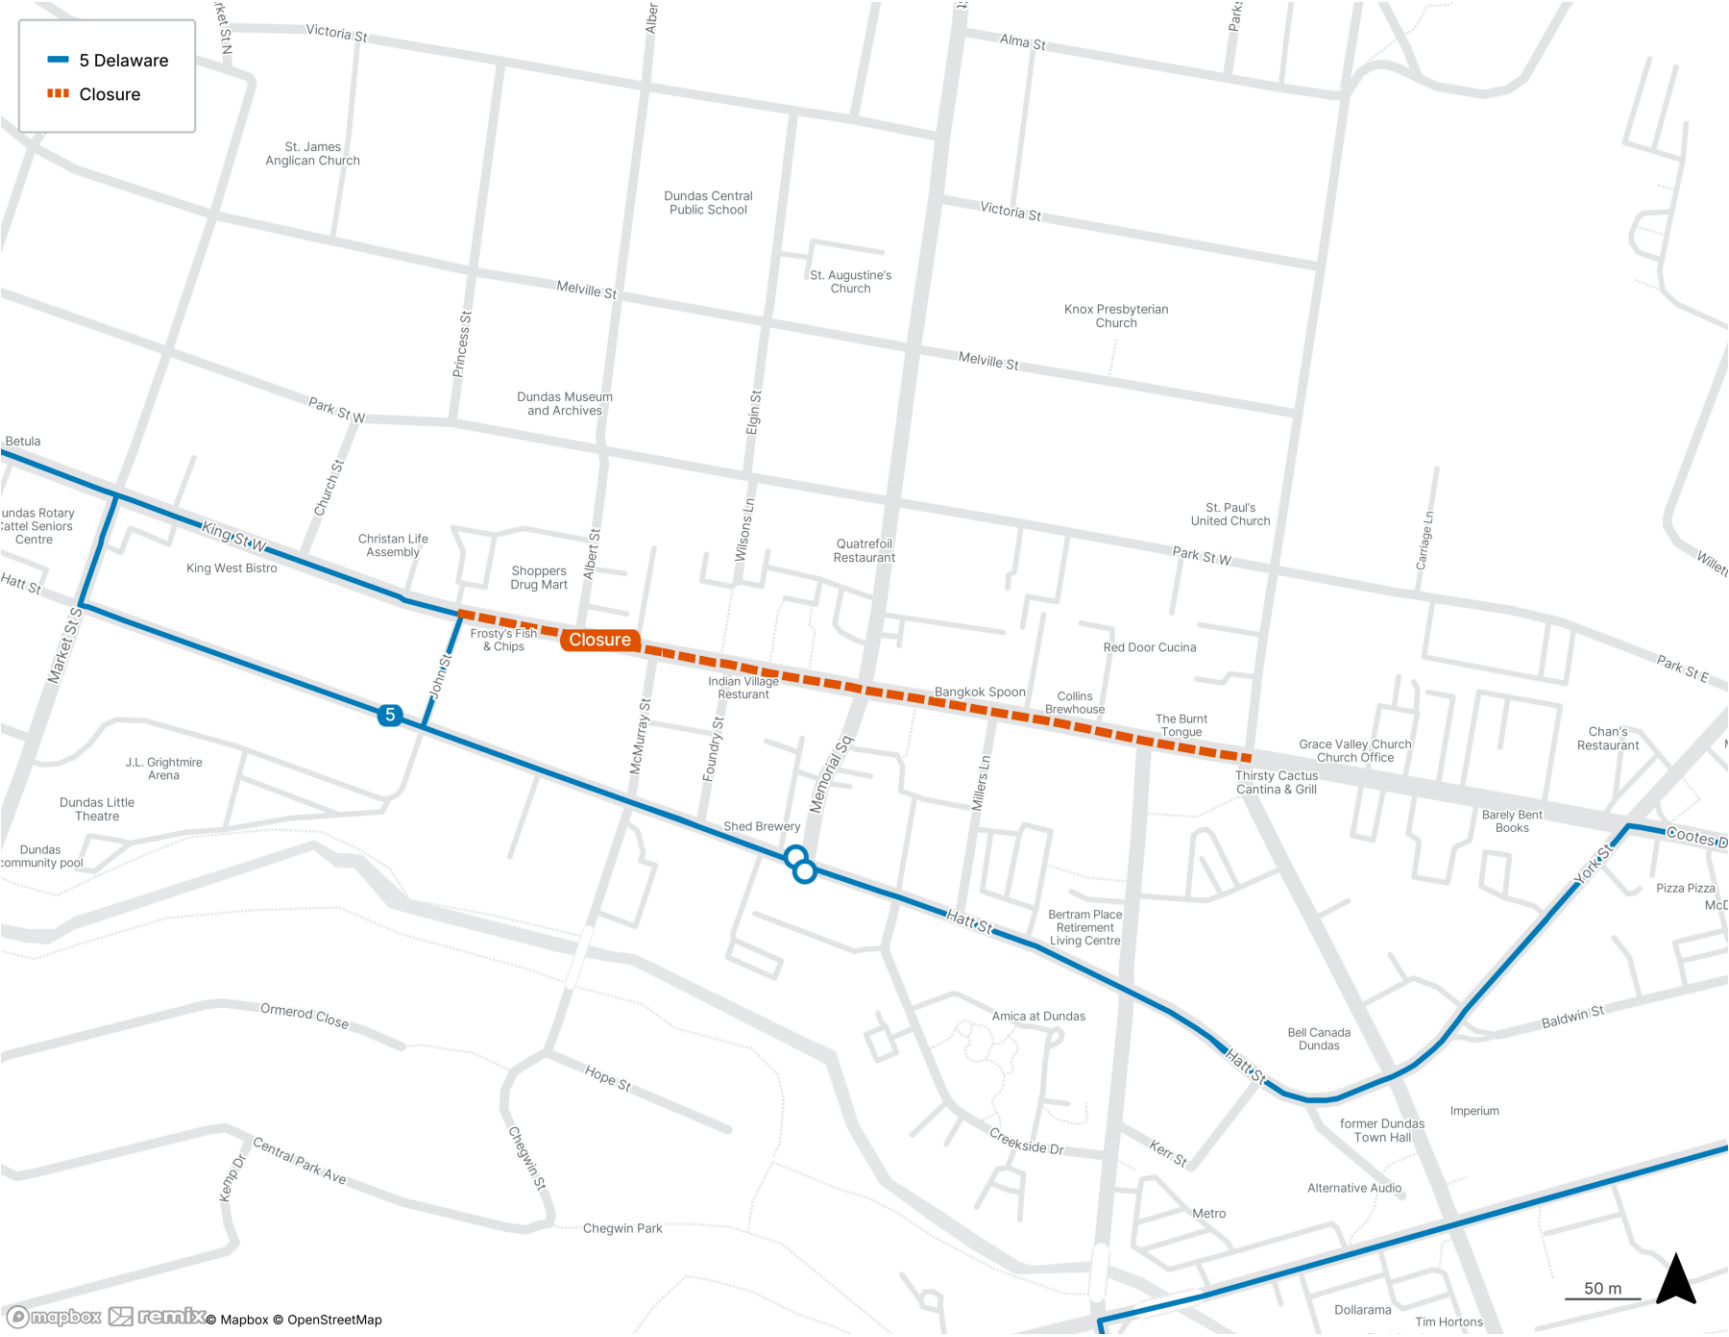 5 Delaware
Closure
Victoria St
Alma St
St. James
Anglican Church
Dundas Central
Public School
Victoria St
St. Augustine's
Church
Melville St
Knox Presbyterian
Church
Princess St
Melville St
Dundas Museum
and Archives
Park St W
Elgin St
Betula
Church St
St. Paul's
United Church
Carriage Ln
King St W
Christian Life
Assembly
Wilsons Ln
Quatrefoil
Restaurant
Park St W
Albert St
Shoppers
Drug Mart
King West Bistro
Seniors
Centre
Hatt St
Market St S
Frosty's Fish
& Chips
Closure
Red Door Cucina
Park St E
John St
Indian Village
Resturant
Bangkok Spoon
Collins
Brewhouse
The Burnt
Tongue
5
McMurray St
Foundry St
Memorial Sq
Millers Ln
Grace Valley Church
Church Office
Chan's
Restaurant
J.L. Grightmire
Arena
Thirsty Cactus
Cantina & Grill
Dundas Little
Theatre
Shed Brewery
Barely Bent
Books
Cootes D
York St
Dundas
community pool
Pizza Pizza
McD
Hatt St
Bertram Place
Retirement
Living Centre
Ormerod Close
Amica at Dundas
Baldwin St
Bell Canada
Dundas
Hatt St
Hope St
Imperium
former Dundas
Town Hall
Creekside Dr
Kerr St
Chegwin St
Central Park Ave
Kemp Dr
Alternative Audio
Metro
Chegwin Park
50 m
Dollarama
Tim Hortons
mapbox remix © Mapbox © OpenStreetMap